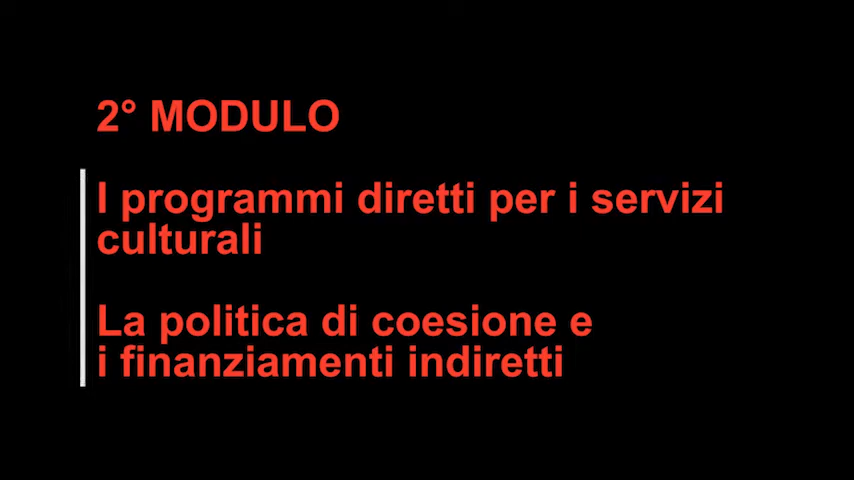 2° MODULO
I programmi diretti per i servizi
culturali
La politica di coesione e
i finanziamenti indiretti